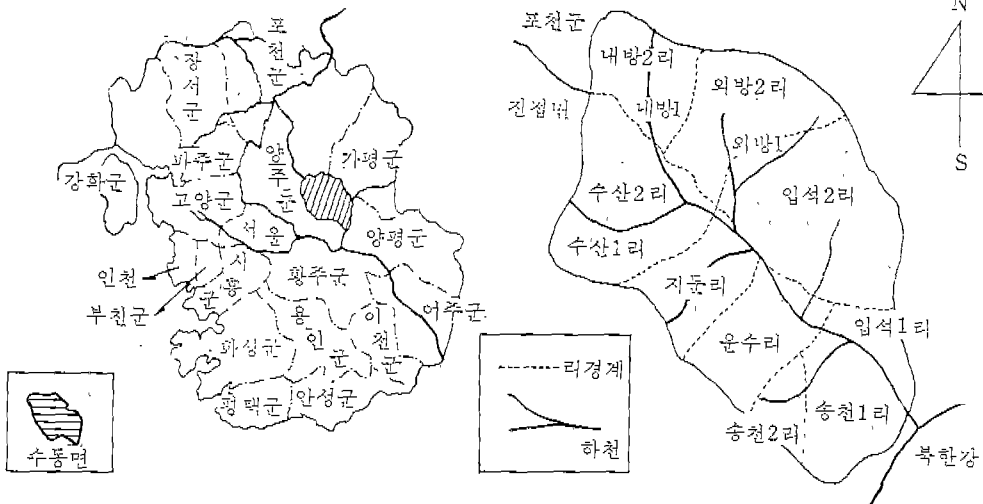 포천군
장서군
파주군
양주군
가평군
강화군
고양군
서울
양평군
인천
시흥군
황주군
부천군
용인군
이천군
여주군
화성군
평택군
안성군
수동면
포천군
내방2리
외방2리
진접면
내방1
외방1
수산2리
입석2리
수산1리
지둔리
운수리
입석1리
송천1리
송천2리
북한강
리경계
하천
N
S